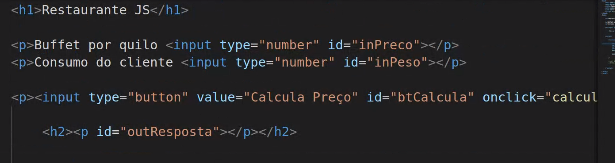 <h1>Restaurante JS</h1>
<p>Buffet por quilo <input type="number" id="inPreco"></p>
<p>Consumo do cliente <input type="number" id="inPeso"></p>
<p><input type="button" value="Calcula Preço" id="btCalcula" onclick="calcul
<h2><p id="outResposta"></p></h2>